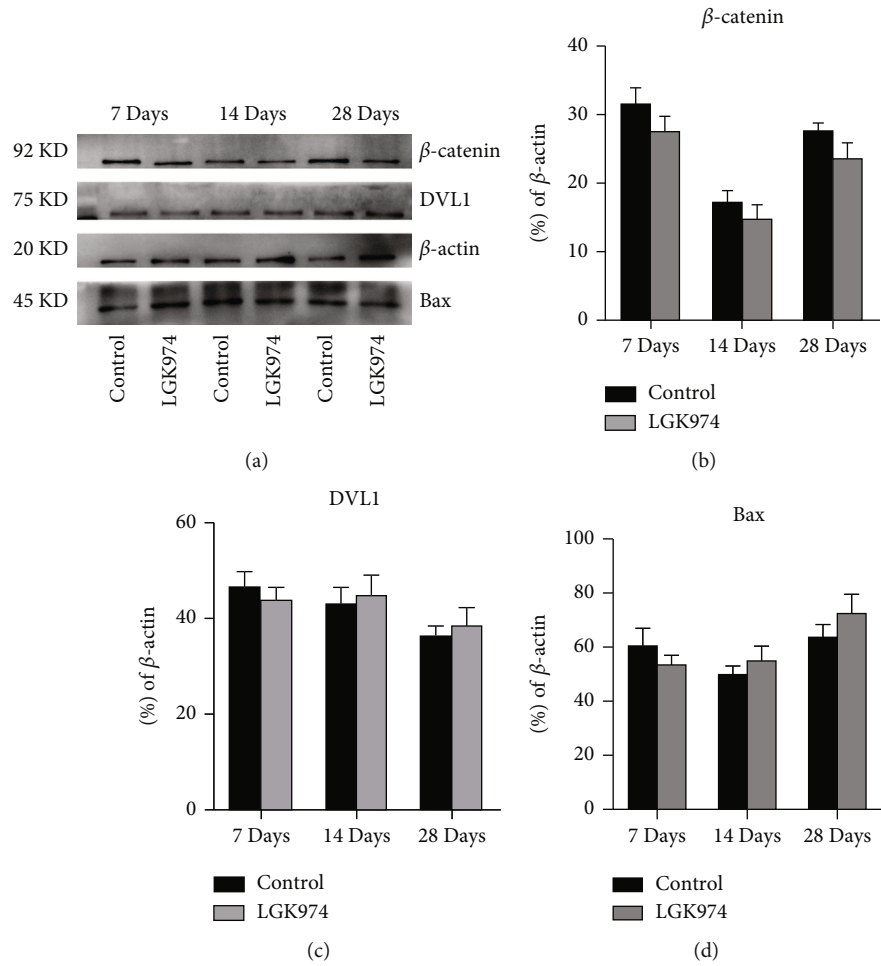 7 Days 14 Days 28 Days
92 KD β-catenin
75 KD DVL1
20 KD β-actin
45 KD Bax
Control LGK974 Control LGK974 Control LGK974
(a)
β-catenin
(%) of β-actin
40
30
20
10
0
7 Days 14 Days 28 Days
Control
LGK974
(b)
DVL1
(%) of β-actin
60
40
20
0
7 Days 14 Days 28 Days
Control
LGK974
(c)
Bax
(%) of β-actin
100
80
60
40
20
0
7 Days 14 Days 28 Days
Control
LGK974
(d)